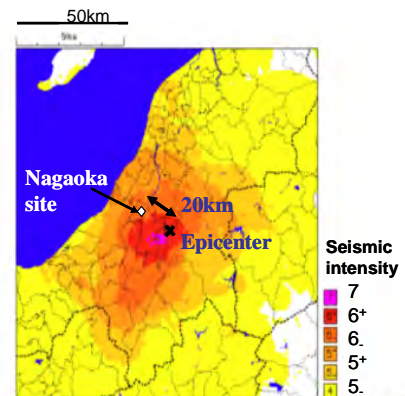 50km
Nagaoka
site
20km
Epicenter
Seismic
intensity
7
6+
6-
5+
5-